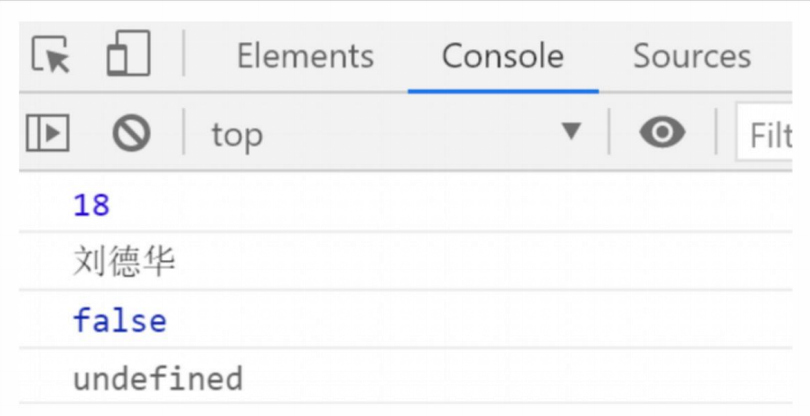 Elements Console Sources
top Filt
18
刘德华
false
undefined